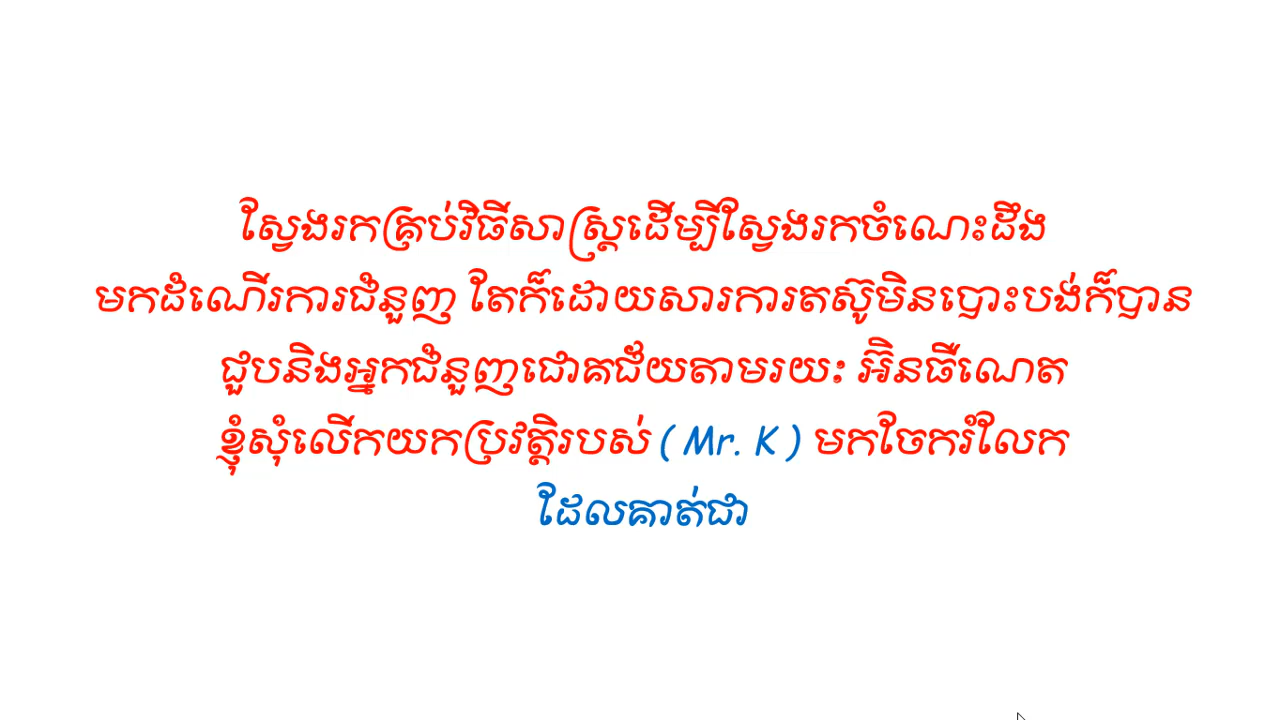 ស្វែងរកគ្រប់វិធីសាស្ត្រដើម្បីស្វែងរកចំណេះដឹង
មកដំណើរការជំនួញ តែក៏ដោយសារការតស៊ូមិនបោះបង់ក៏បាន
ជួបនិងអ្នកជំនួញជោគជ័យតាមរយៈ អ៊ិនធឺណេត
ខ្ញុំសុំលើកយកប្រវត្តិរបស់ ( Mr. K ) មកចែករំលែក
ដែលគាត់ជា